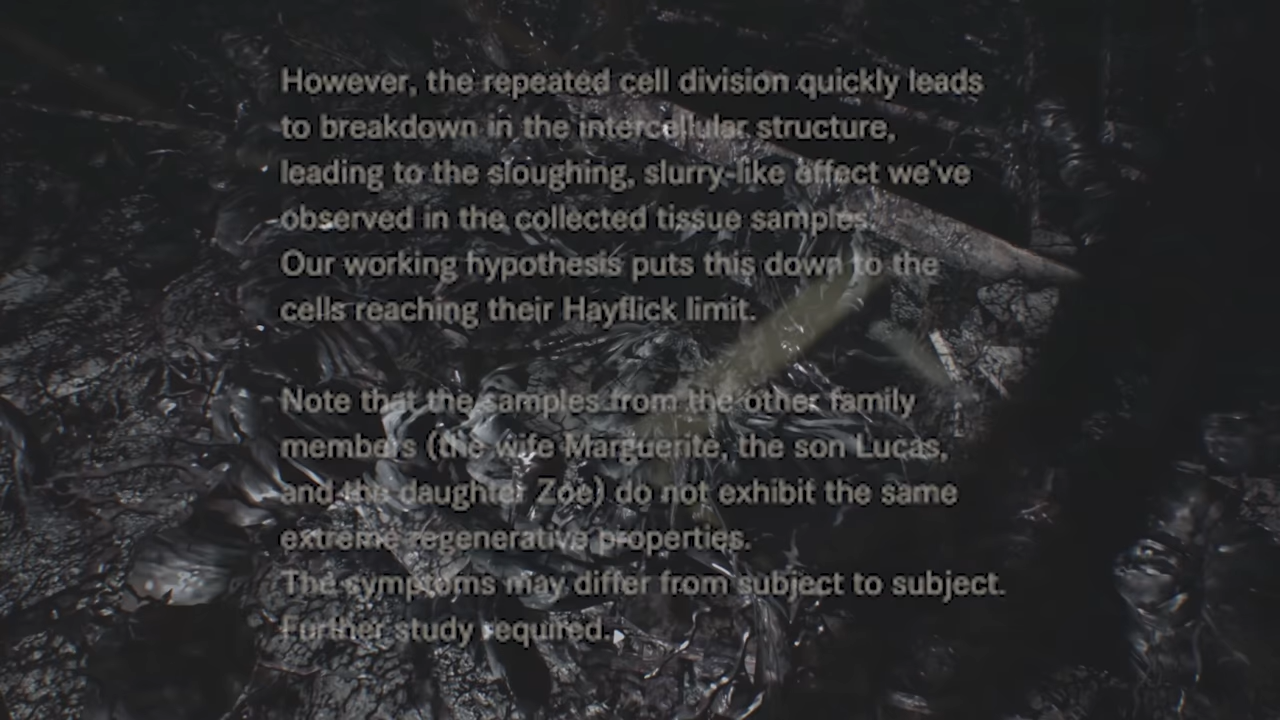 However, the repeated cell division quickly leads
to breakdown in the intercellular structure,
leading to the sloughing, slurry-like effect we've
observed in the collected tissue samples.
Our working hypothesis puts this down to the
cells reaching their Hayflick limit.
Note that the samples from the other family
members (the wife Marguerite, the son Lucas,
and the daughter Zoe) do not exhibit the same
extreme regenerative properties.
The symptoms may differ from subject to subject.
Further study required.